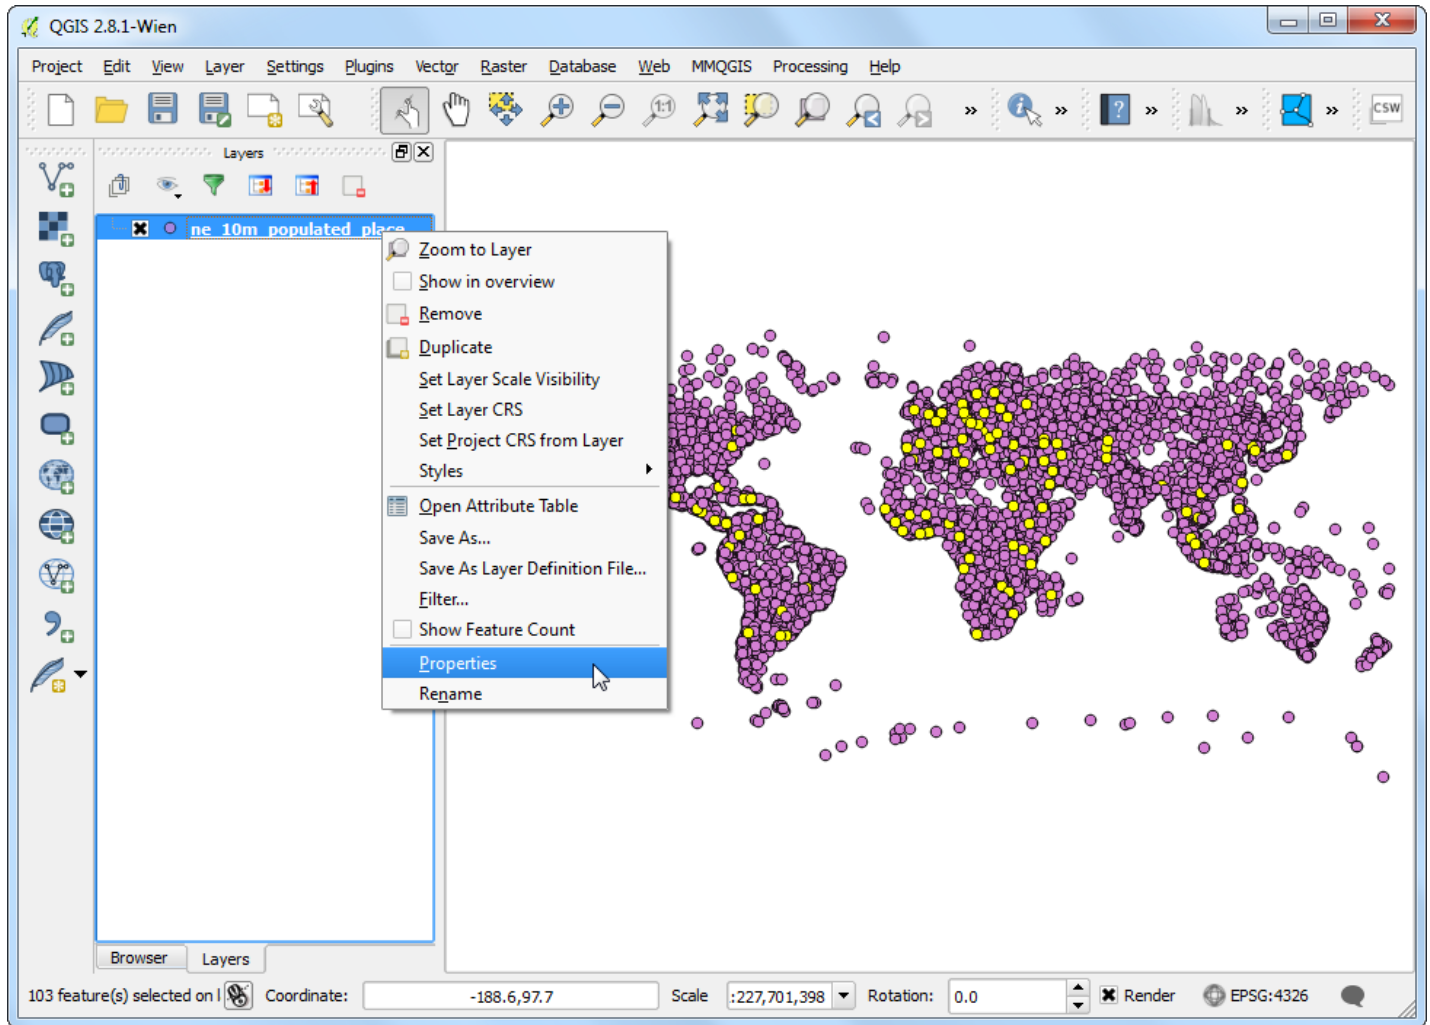 QGIS 2.8.1-Wien
Project Edit View Layer Settings Plugins Vector Raster Database Web MMQGIS Processing Help
1:1
?
CSW
Layers
ne_10m_populated_place
Zoom to Layer
Show in overview
Remove
Duplicate
Set Layer Scale Visibility
Set Layer CRS
Set Project CRS from Layer
Styles
Open Attribute Table
Save As...
Save As Layer Definition File...
Filter...
Show Feature Count
Properties
Rename
Browser Layers
103 feature(s) selected on l Coordinate: -188.6,97.7 Scale :227,701,398 Rotation: 0.0 Render EPSG:4326